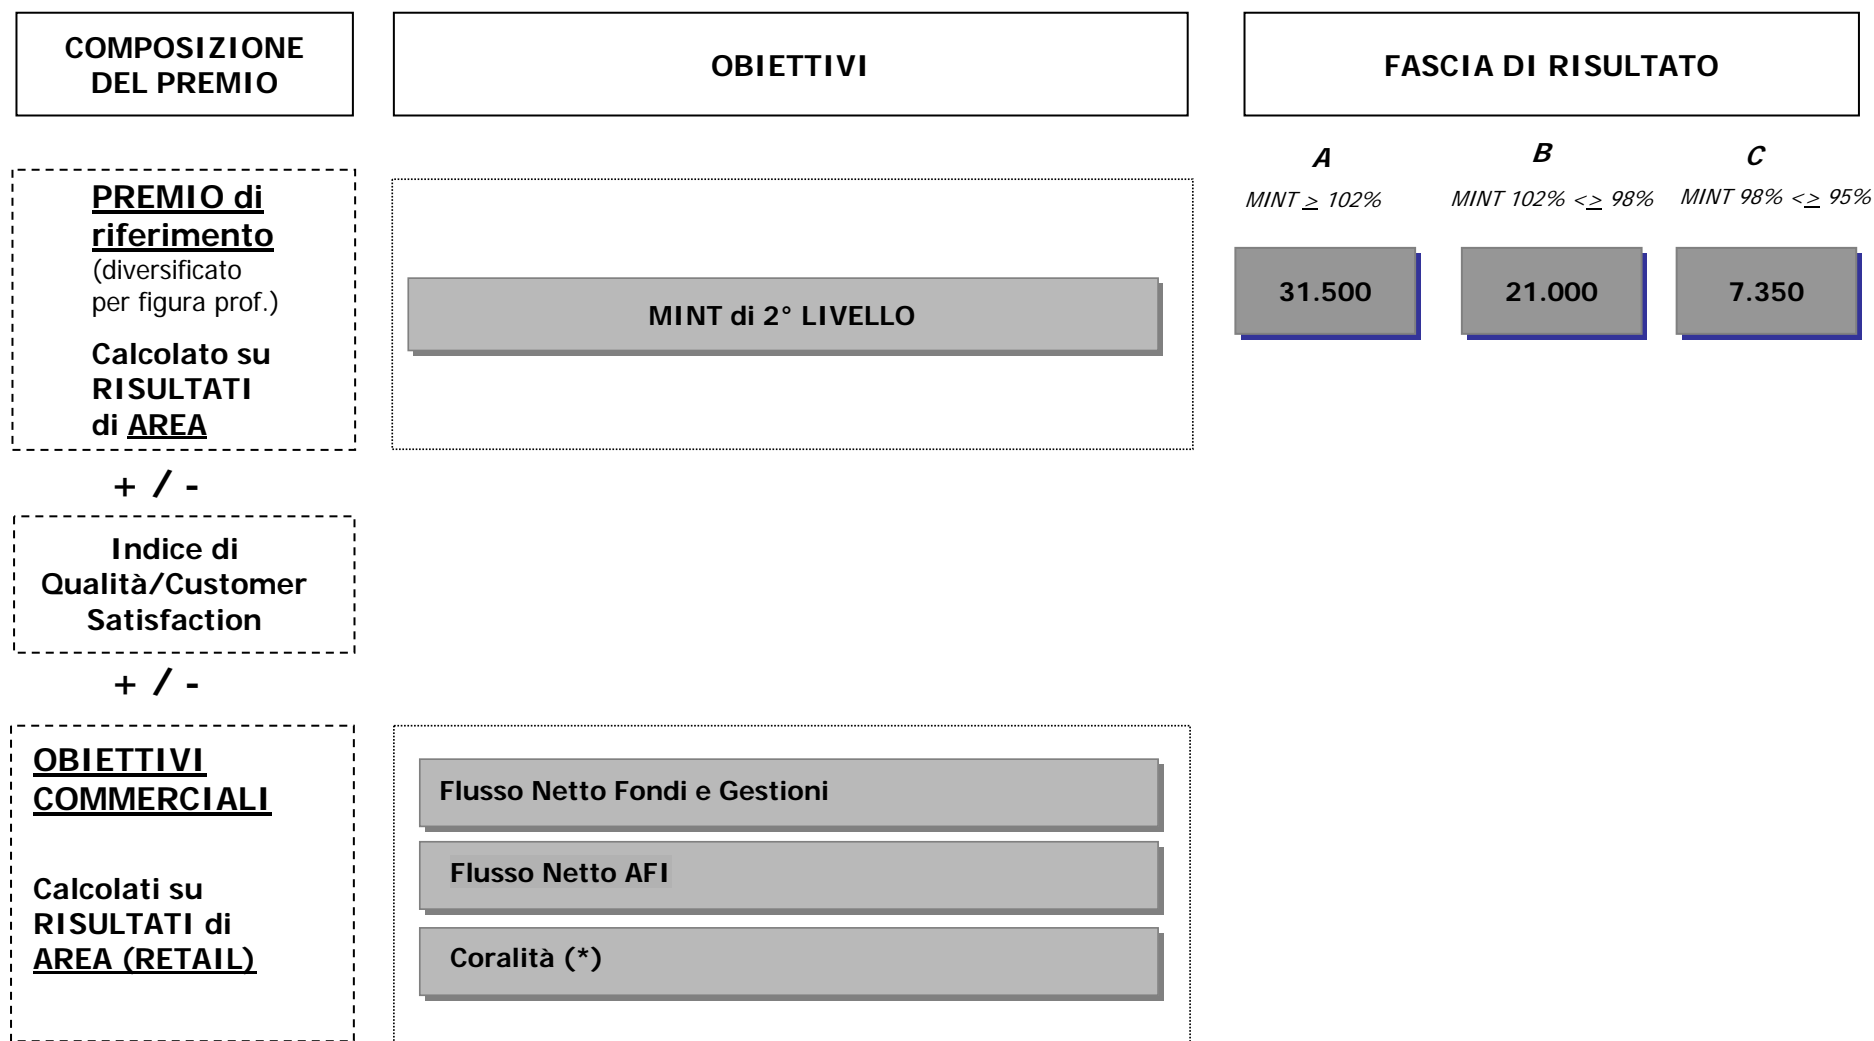 COMPOSIZIONE
DEL PREMIO
OBIETTIVI
FASCIA DI RISULTATO
A
B
C
MINT ≥ 102%
MINT 102% <≥ 98%
MINT 98% <≥ 95%
PREMIO di
riferimento
(diversificato
per figura prof.)
Calcolato su
RISULTATI
di AREA
MINT di 2° LIVELLO
31.500
21.000
7.350
+ / -
Indice di
Qualità/Customer
Satisfaction
+ / -
OBIETTIVI
COMMERCIALI
Calcolati su
RISULTATI di
AREA (RETAIL)
Flusso Netto Fondi e Gestioni
Flusso Netto AFI
Coralità (*)